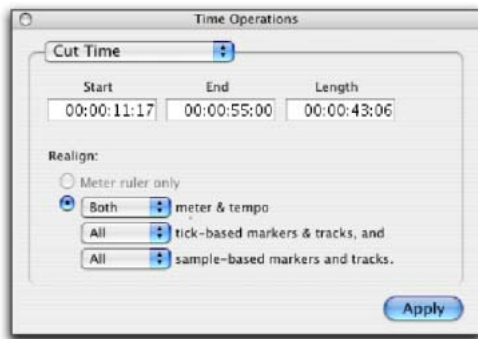 Time Operations
Cut Time
Start End Length
00:00:11:17 00:00:55:00 00:00:43:06
Realign:
Meter ruler only
Both meter & tempo
All tick-based markers & tracks, and
All sample-based markers and tracks.
Apply